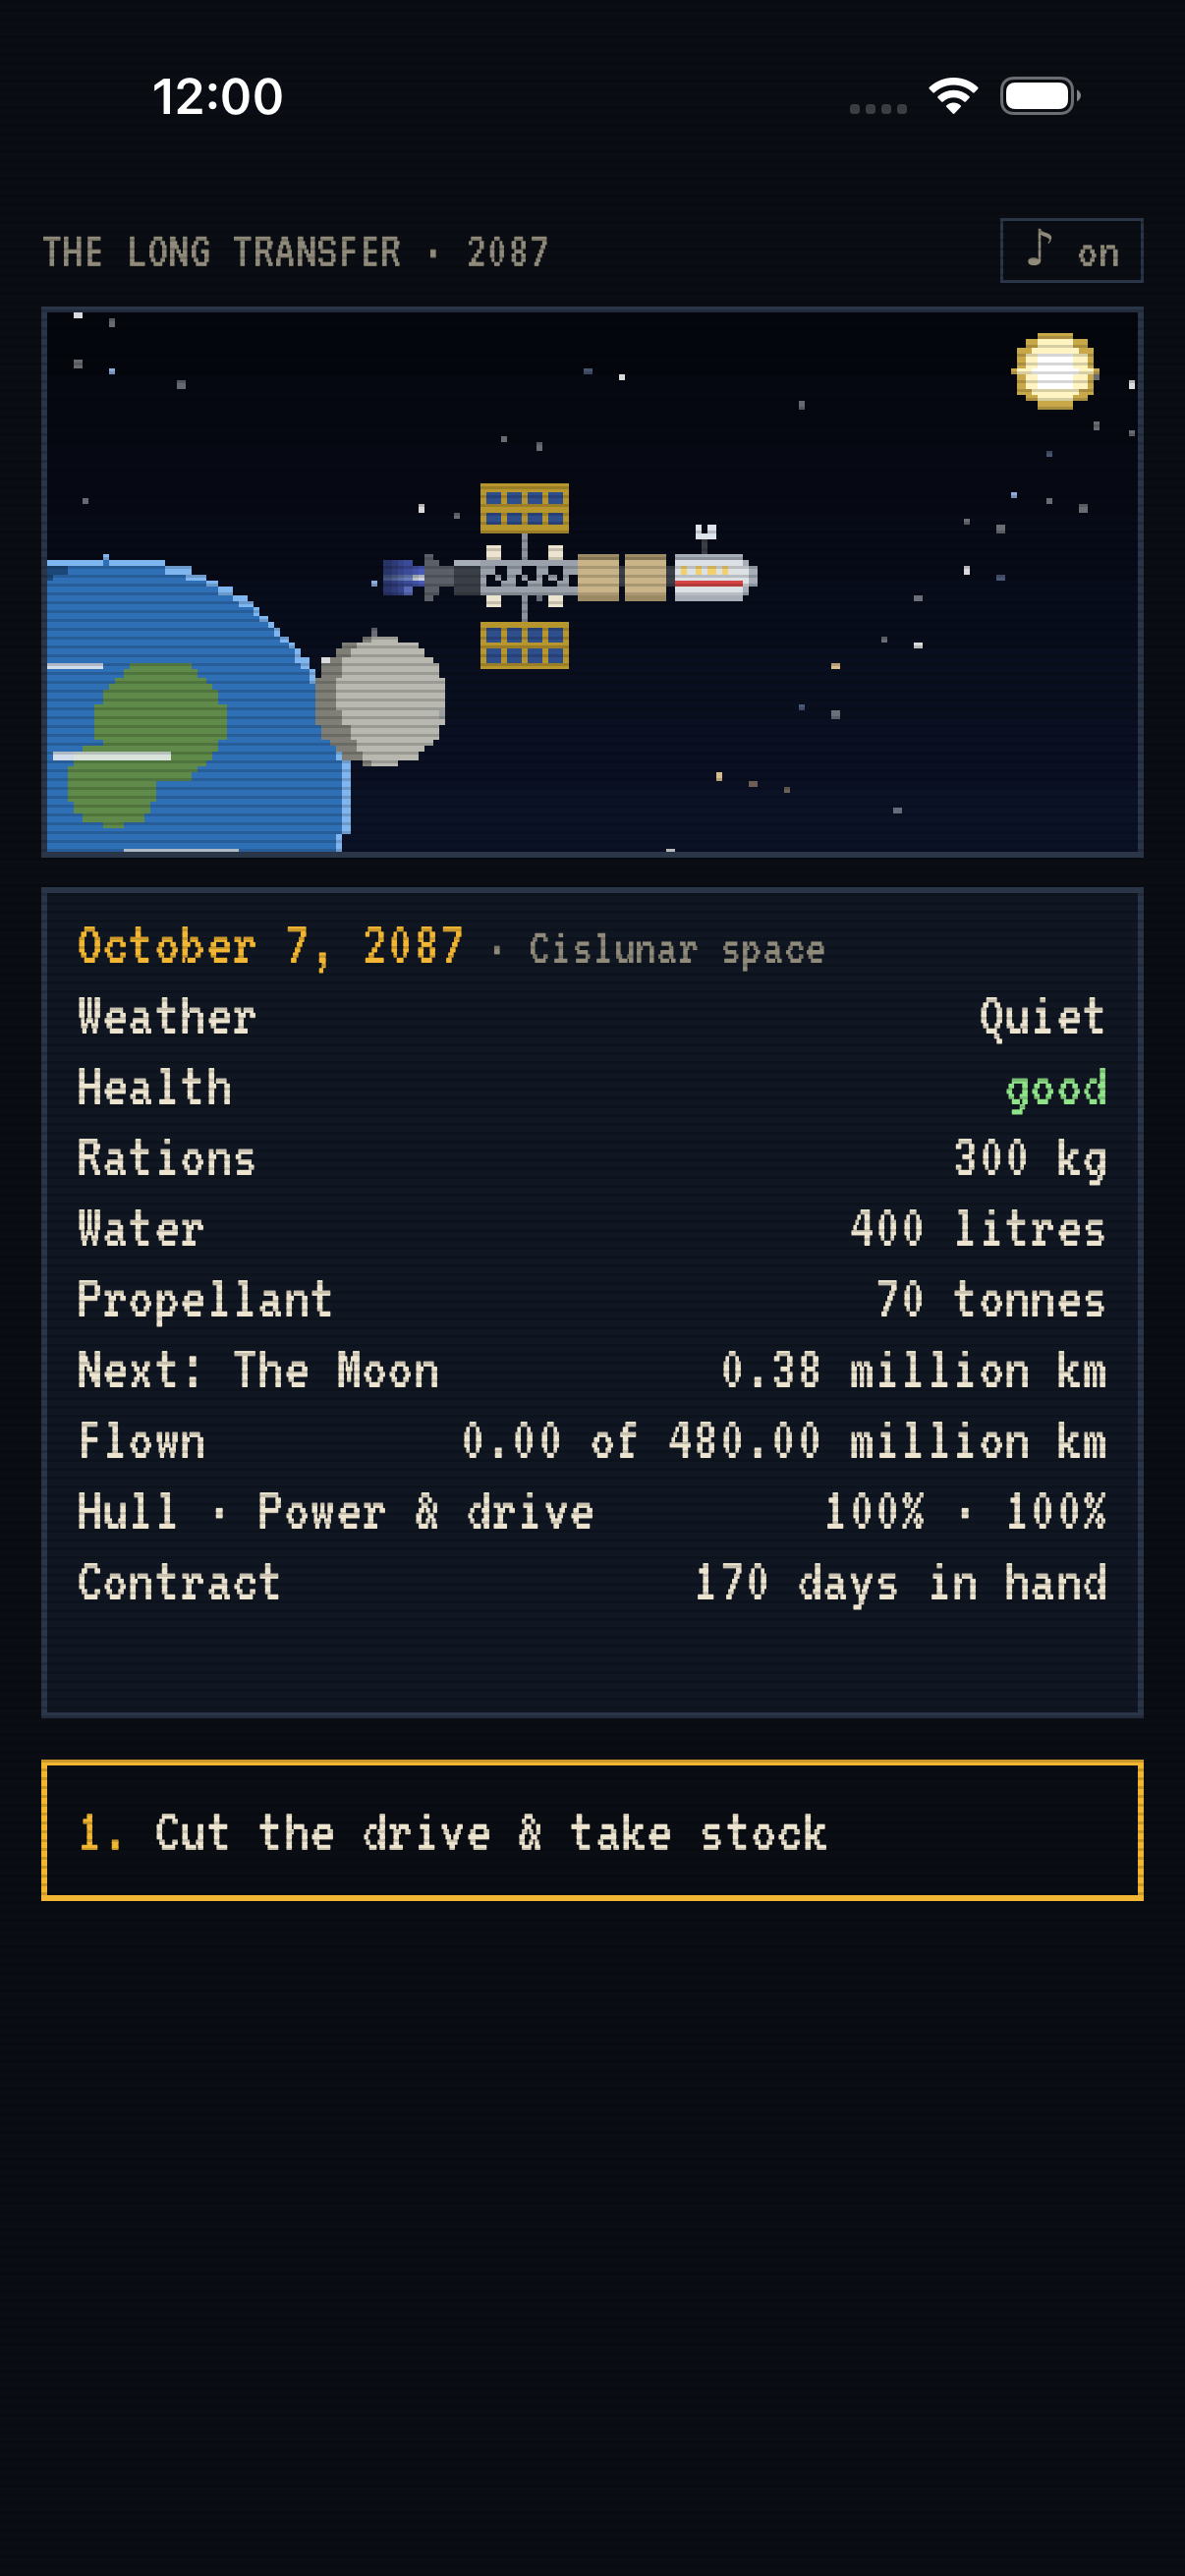 12:00
THE LONG TRANSFER · 2087 ♪ on
October 7, 2087 · Cislunar space
Weather Quiet
Health good
Rations 300 kg
Water 400 litres
Propellant 70 tonnes
Next: The Moon 0.38 million km
Flown 0.00 of 480.00 million km
Hull · Power & drive 100% · 100%
Contract 170 days in hand
1. Cut the drive & take stock